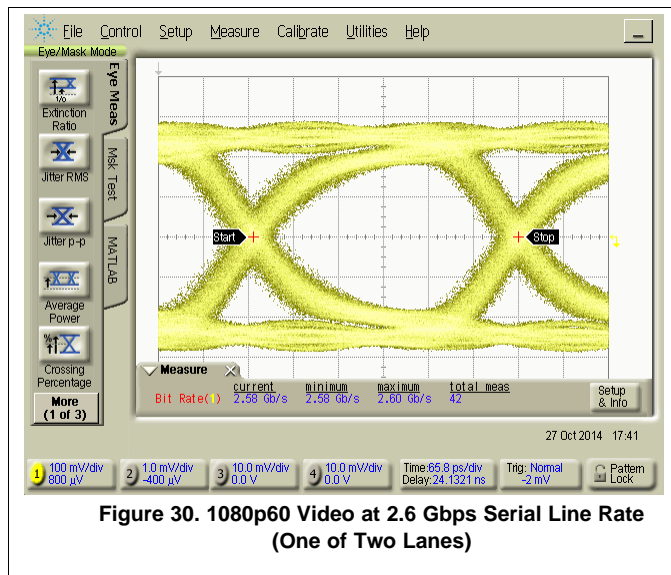 File Control Setup Measure Calibrate Utilities Help
Eye/Mask Mode
Eye Meas
Msk Test
MATLAB
1/0
Extinction
Ratio
Jitter RMS
Jitter p-p
Average
Power
%
Crossing
Percentage
More
(1 of 3)
Start
Stop
1
Measure
current minimum maximum total meas
Bit Rate(1) 2.58 Gb/s 2.58 Gb/s 2.60 Gb/s 42
Setup
& Info
27 Oct 2014 17:41
1 100 mV/div
800 µV
2 1.0 mV/div
-400 µV
3 10.0 mV/div
0.0 V
4 10.0 mV/div
0.0 V
Time:65.8 ps/div
Delay:24.1321 ns
Trig: Normal
-2 mV
Pattern
Lock
Figure 30. 1080p60 Video at 2.6 Gbps Serial Line Rate
(One of Two Lanes)